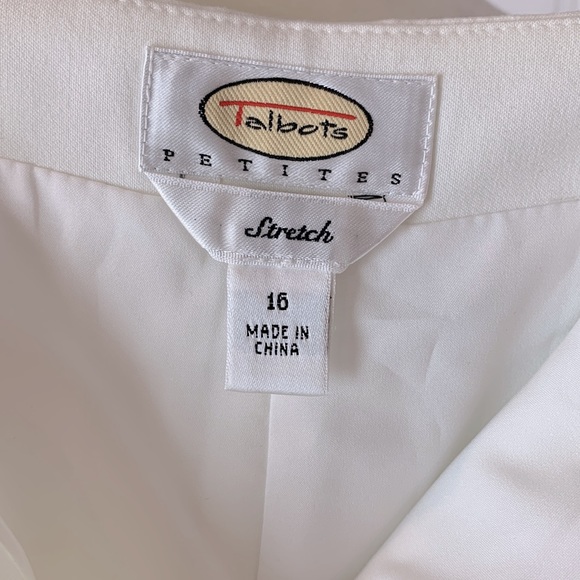 Talbots
PETITES
Stretch
16
MADE IN
CHINA